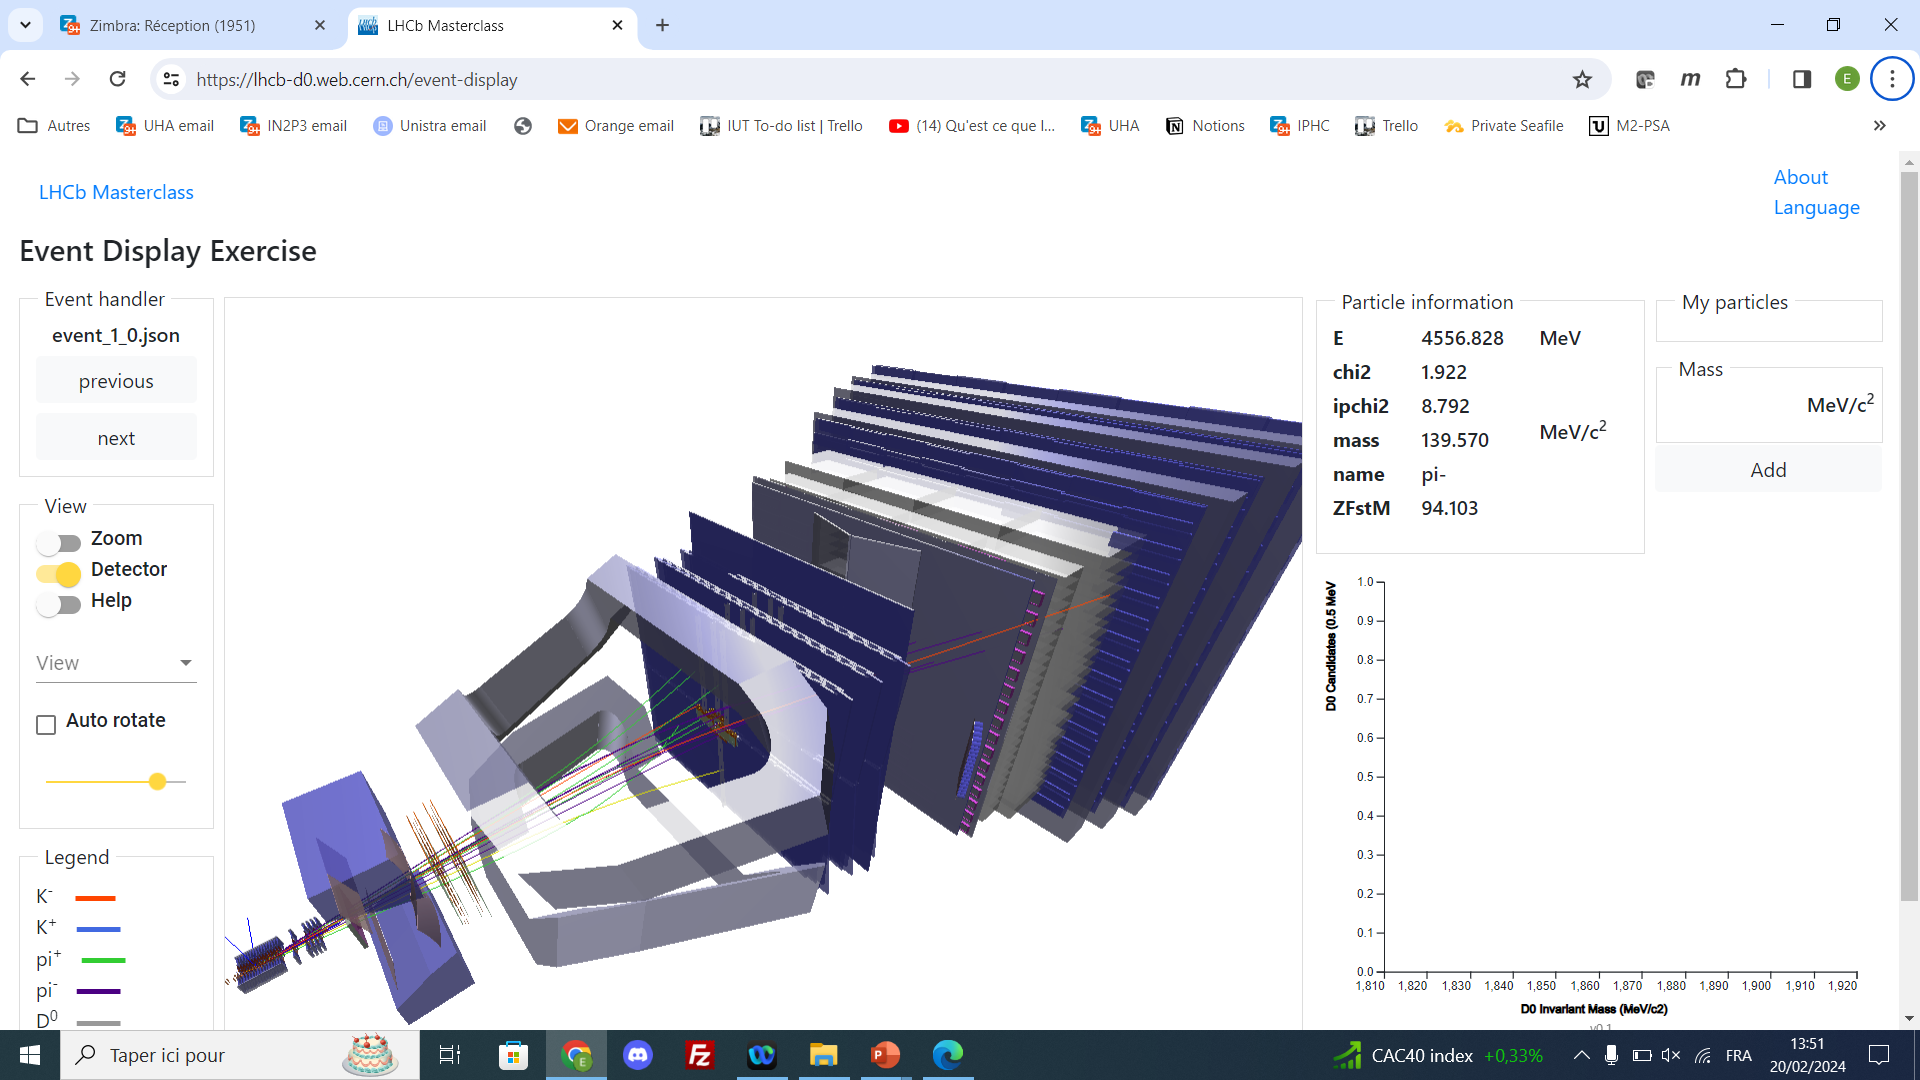 Zimbra: Réception (1951)
LHCb Masterclass
https://lhcb-d0.web.cern.ch/event-display
E
Autres
UHA email
IN2P3 email
Unistra email
Orange email
IUT To-do list | Trello
(14) Qu'est ce que l...
UHA
Notions
IPHC
Trello
Private Seafile
M2-PSA
LHCb Masterclass
About
Language
Event Display Exercise
Event handler
event_1_0.json
previous
next
View
Zoom
Detector
Help
View
Auto rotate
Legend
K-
K+
pi+
pi-
D0
Particle information
E 4556.828 MeV
chi2 1.922
ipchi2 8.792
mass 139.570 MeV/c2
name pi-
ZFstM 94.103
My particles
Mass
MeV/c2
Add
D0 Candidates (0.5 MeV
1.0
0.9
0.8
0.7
0.6
0.5
0.4
0.3
0.2
0.1
0.0
1,810 1,820 1,830 1,840 1,850 1,860 1,870 1,880 1,890 1,900 1,910 1,920
D0 Invariant Mass (MeV/c2)
v0.1
Taper ici pour
CAC40 index +0,33%
FRA
13:51
20/02/2024